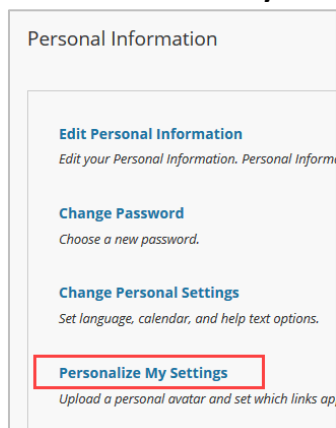 Personal Information
Edit Personal Information
Edit your Personal Information. Personal
Change Password
Choose a new password.
Change Personal Settings
Set language, calendar, and help text options.
Personalize My Settings
Upload a personal avatar and set which links